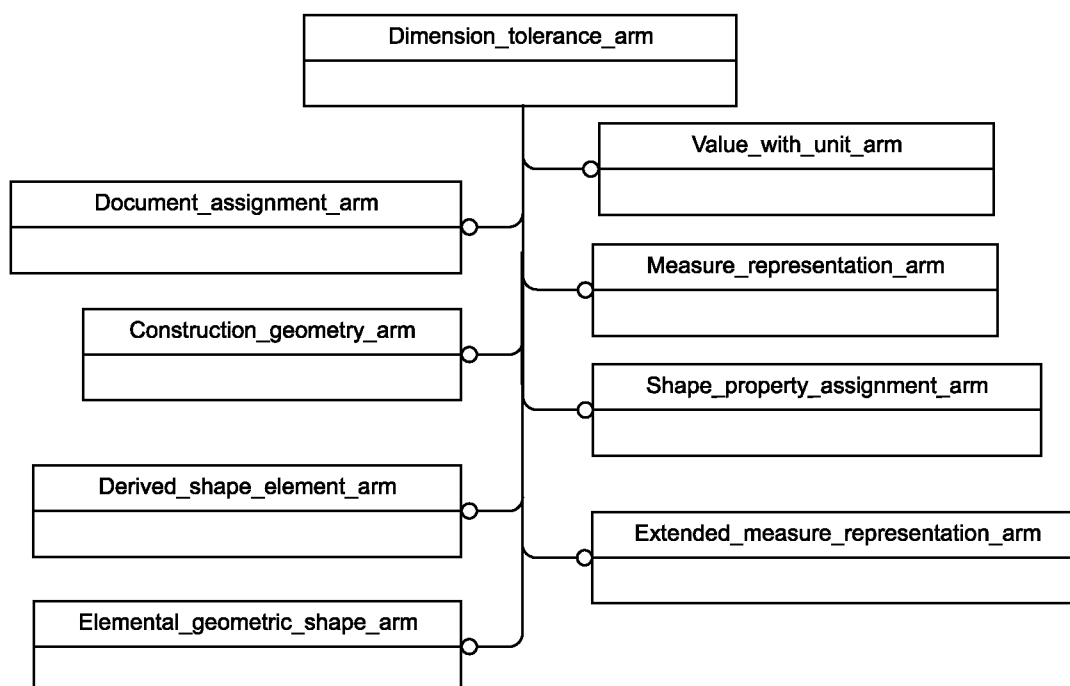 Dimension_tolerance_arm
Value_with_unit_arm
Document_assignment_arm
Measure_representation_arm
Construction_geometry_arm
Shape_property_assignment_arm
Derived_shape_element_arm
Extended_measure_representation_arm
Elemental_geometric_shape_arm